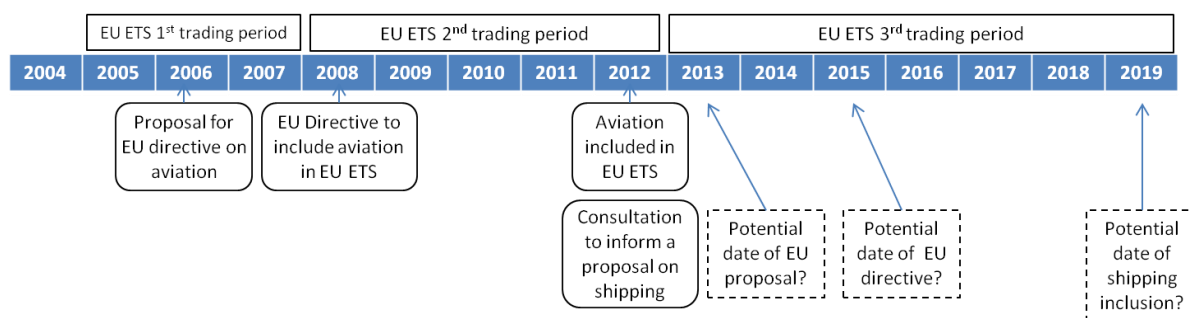 EU ETS 1st trading period
EU ETS 2nd trading period
EU ETS 3rd trading period
2004 2005 2006 2007 2008 2009 2010 2011 2012 2013 2014 2015 2016 2017 2018 2019
Proposal for
EU directive on
aviation
EU Directive to
include aviation
in EU ETS
Aviation
included in
EU ETS
Consultation
to inform a
proposal on
shipping
Potential
date of EU
proposal?
Potential
date of EU
directive?
Potential
date of
shipping
inclusion?